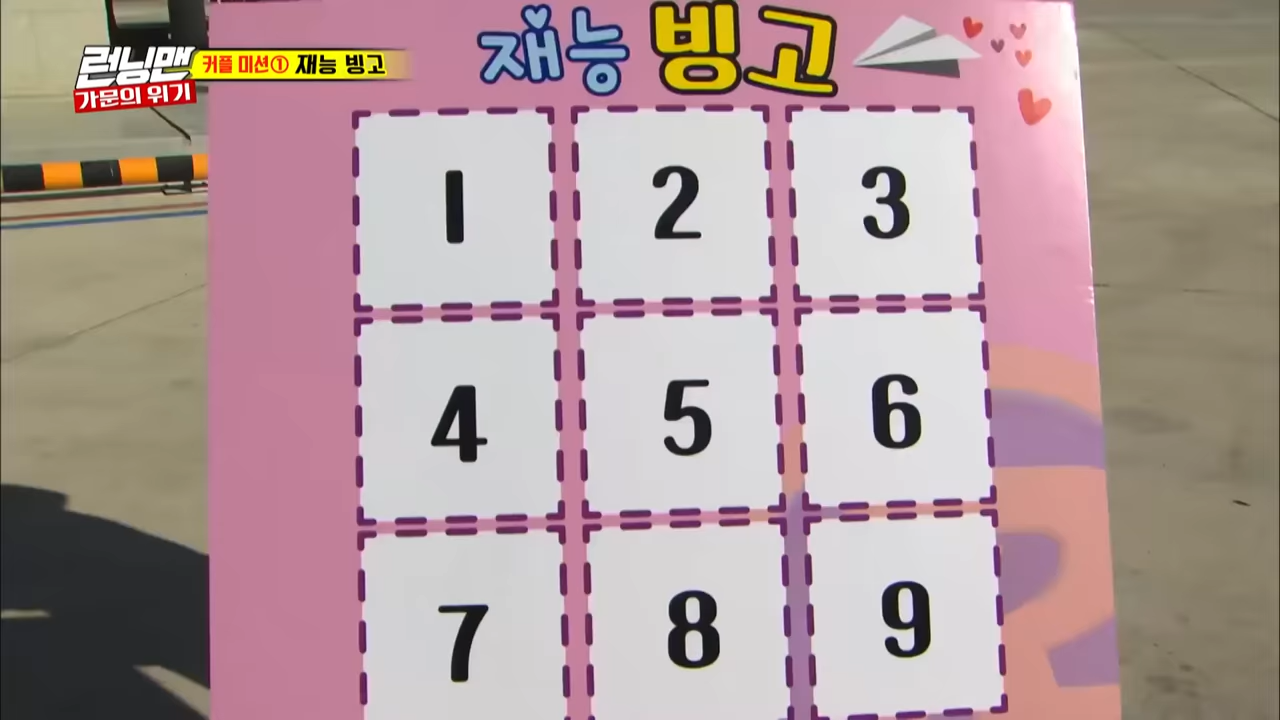 런닝맨
가문의 위기
커플 미션① 재능 빙고
재능 빙고
1 2 3
4 5 6
7 8 9